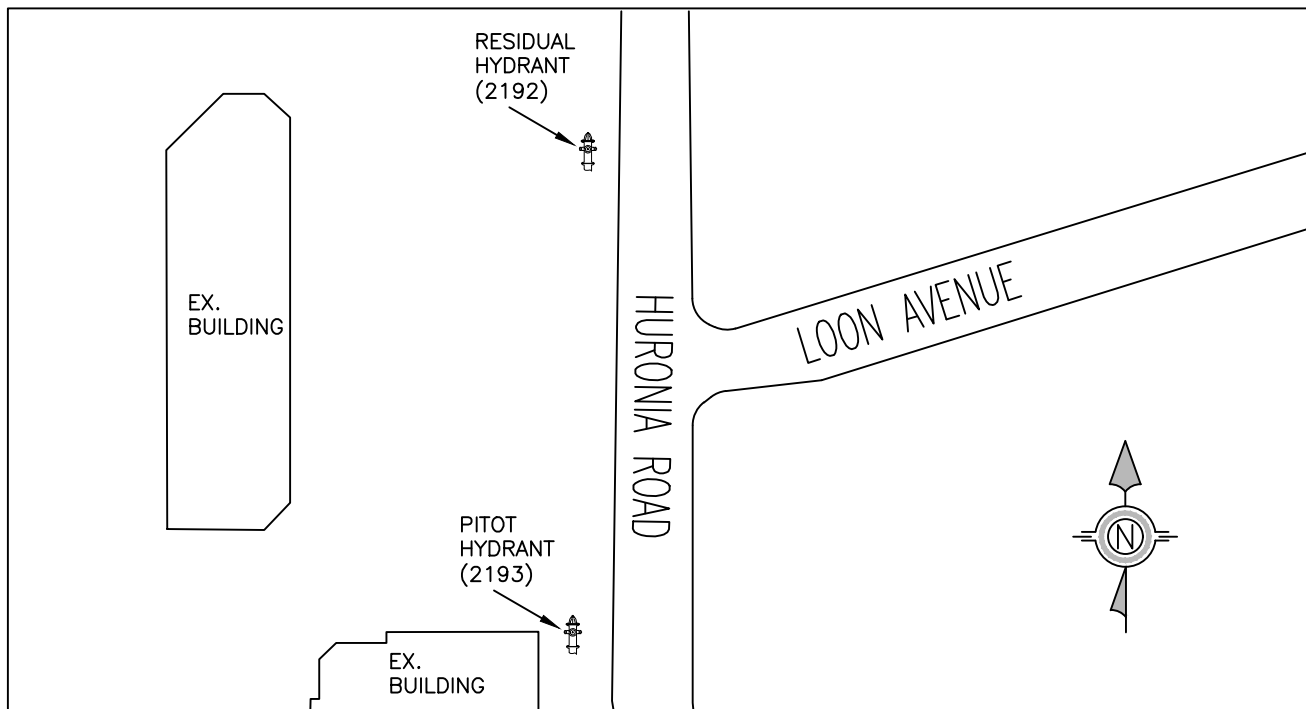 RESIDUAL
HYDRANT
(2192)
EX.
BUILDING
HURONIA ROAD
LOON AVENUE
PITOT
HYDRANT
(2193)
N
EX.
BUILDING